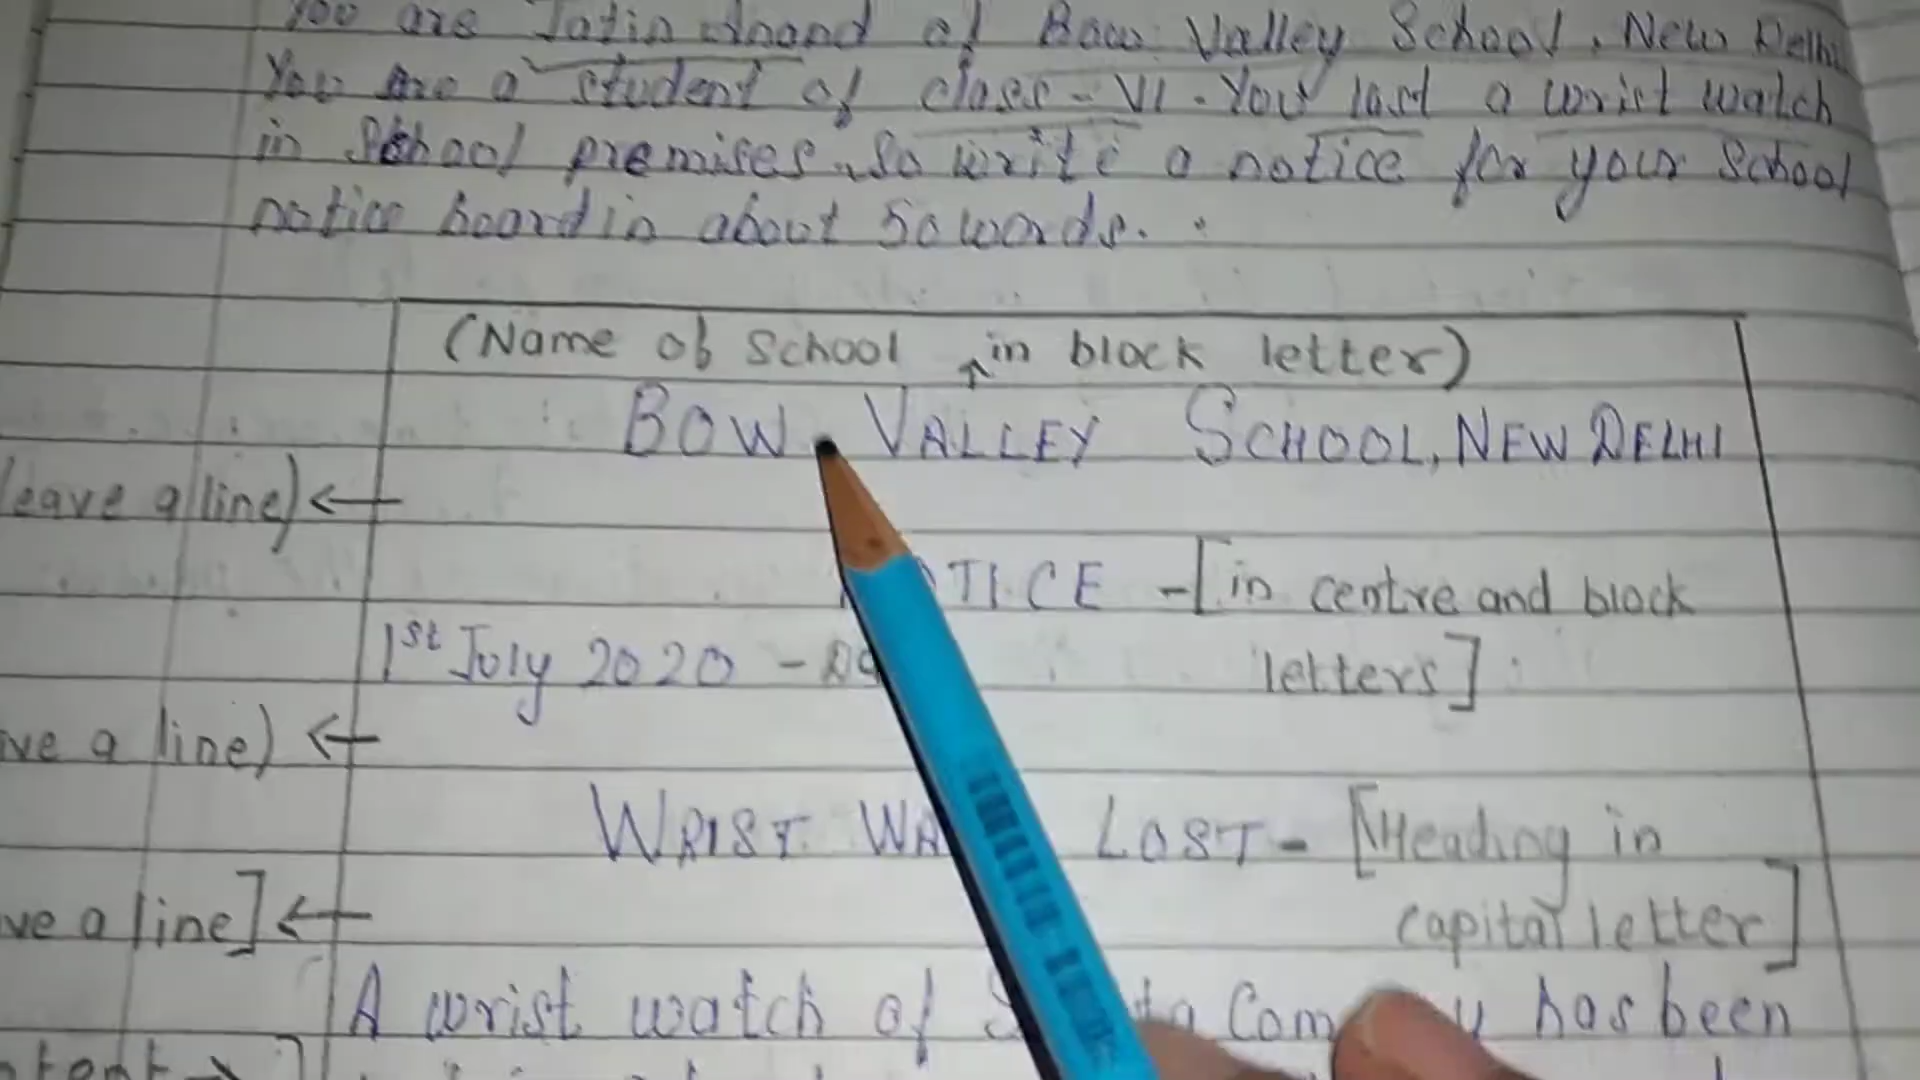 You are Jatin Anand of Bow Valley School, New Delhi
You are a student of class-VI. You lost a wrist watch
in School premises. So write a notice for your School
notice board in about 50 words.
(Name of School in block letter)
BOW VALLEY SCHOOL, NEW DELHI
leave a line) ←
TICE - [in centre and block
1st July 2020 -
letters]
ve a line) ←
WRIST WA LOST - [Heading in
capital letter]
ve a line] ←
A wrist watch of Com y has been